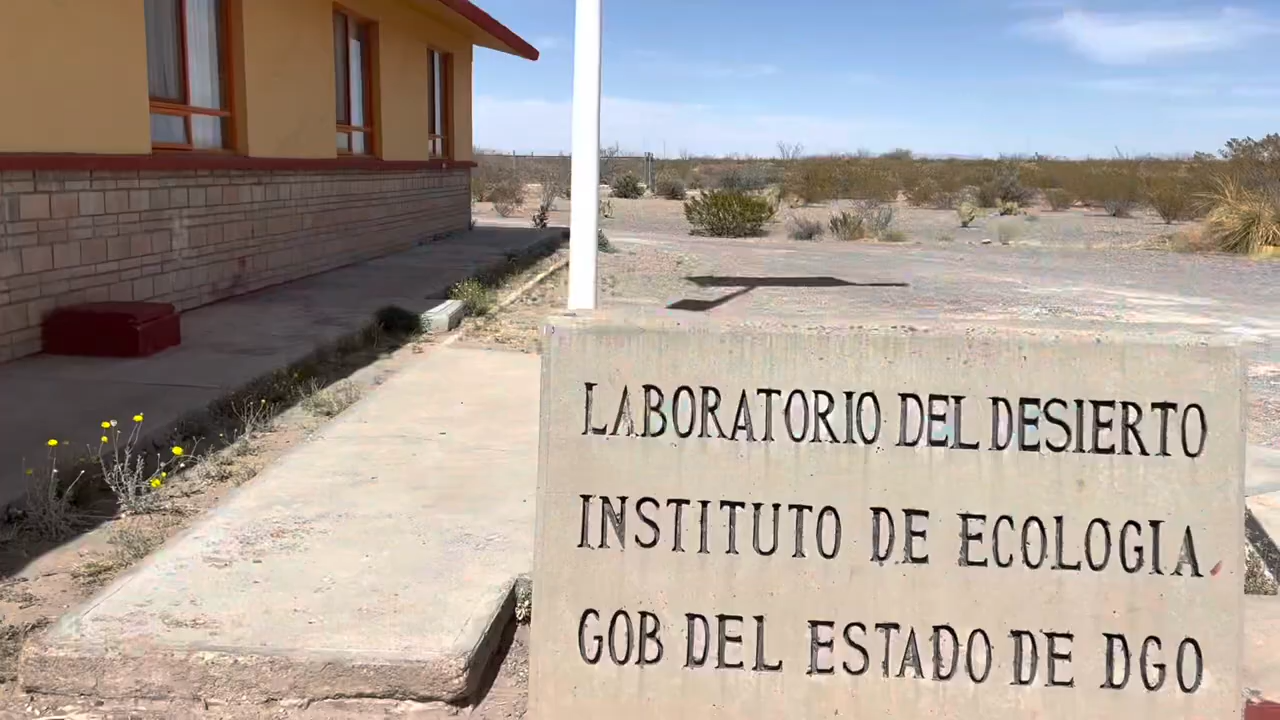 LABORATORIO DEL DESIERTO
INSTITUTO DE ECOLOGIA
GOB DEL ESTADO DE DGO